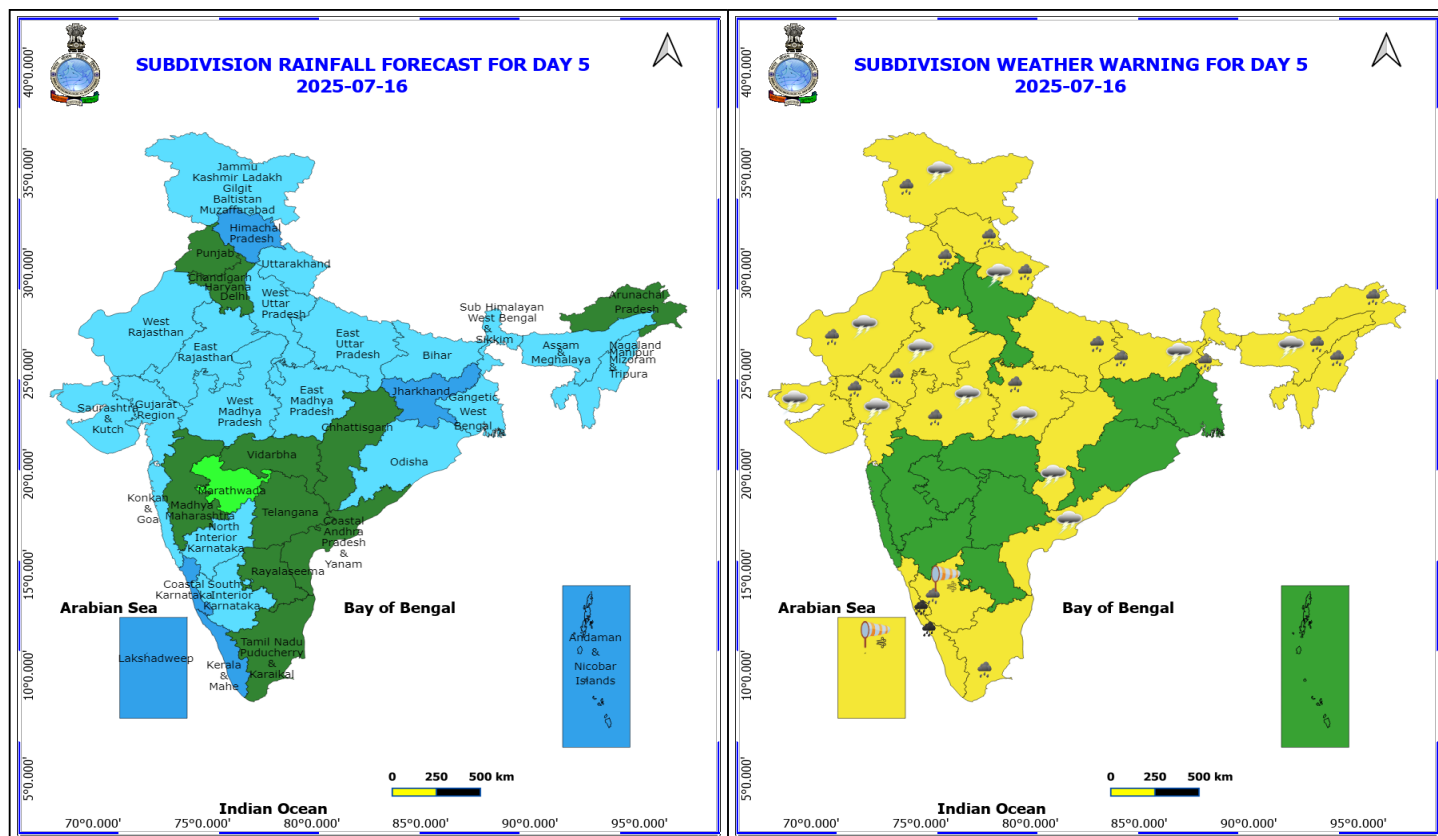 SUBDIVISION RAINFALL FORECAST FOR DAY 5
2025-07-16
40°0.000'
35°0.000'
30°0.000'
25°0.000'
20°0.000'
15°0.000'
10°0.000'
5°0.000'
Jammu
Kashmir Ladakh
Gilgit
Baltistan
Muzaffarabad
Himachal
Pradesh
Punjab
Uttarakhand
Chandigarh
Haryana
Delhi
West
Uttar
Pradesh
Arunachal
Pradesh
Sub Himalayan
West Bengal
&
Sikkim
West
Rajasthan
East
Rajasthan
East
Uttar
Pradesh
Bihar
Assam
&
Meghalaya
Nagaland
Manipur
Mizoram
&
Tripura
Saurashtra
&
Kutch
Gujarat
Region
West
Madhya
Pradesh
East
Madhya
Pradesh
Jharkhand
Gangetic
West
Bengal
Chhattisgarh
Vidarbha
Odisha
Marathwada
Konkan
&
Goa
Madhya
Maharashtra
Telangana
North
Interior
Karnataka
Coastal
Andhra
Pradesh
&
Yanam
Rayalaseema
Coastal
Karnataka
South
Interior
Karnataka
Arabian Sea
Bay of Bengal
Lakshadweep
Tamil Nadu
Puducherry
&
Karaikal
Kerala
&
Mahe
Andaman
&
Nicobar
Islands
0 250 500 km
Indian Ocean
70°0.000' 75°0.000' 80°0.000' 85°0.000' 90°0.000' 95°0.000'
SUBDIVISION WEATHER WARNING FOR DAY 5
2025-07-16
40°0.000'
35°0.000'
30°0.000'
25°0.000'
20°0.000'
15°0.000'
10°0.000'
5°0.000'
Arabian Sea
Bay of Bengal
0 250 500 km
Indian Ocean
70°0.000' 75°0.000' 80°0.000' 85°0.000' 90°0.000' 95°0.000'